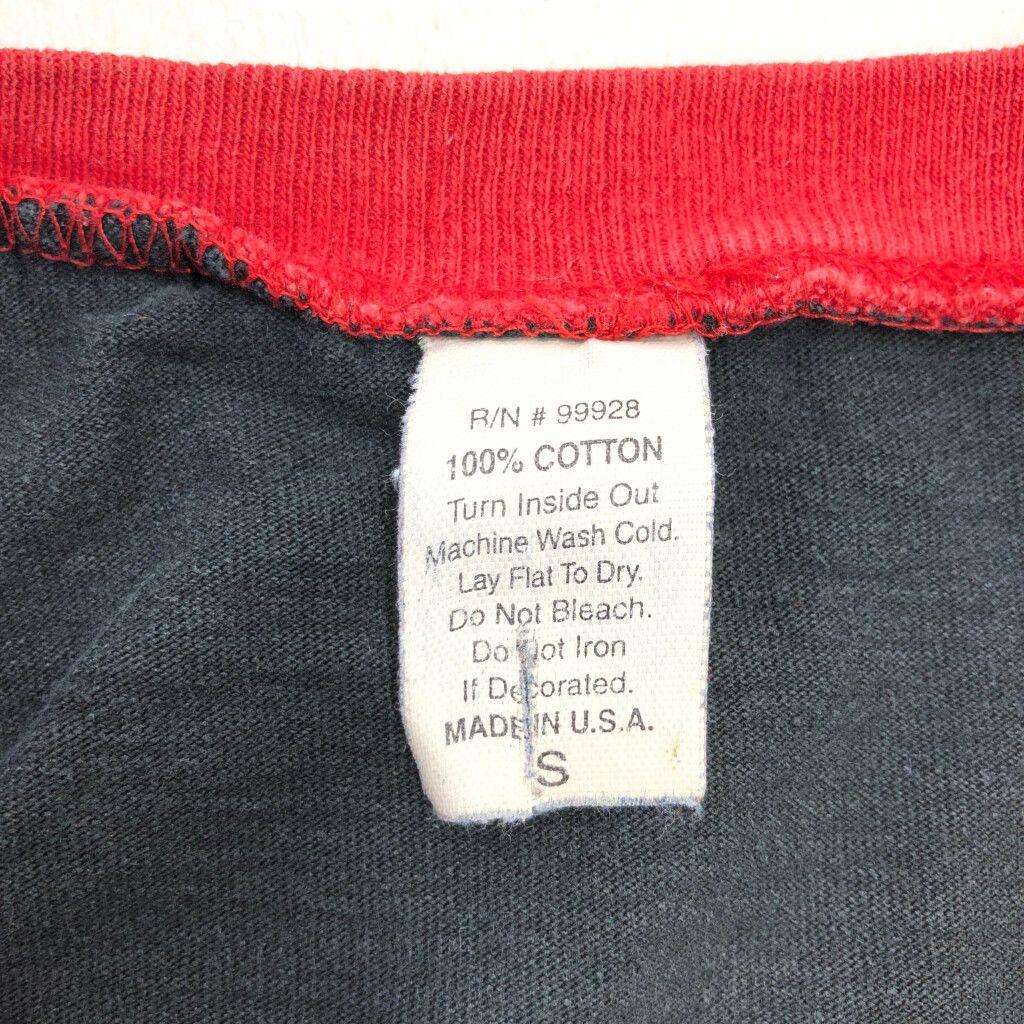 R/N # 99928
100% COTTON
Turn Inside Out
Machine Wash Cold.
Lay Flat To Dry.
Do Not Bleach.
Do Not Iron
If Decorated.
MADE IN U.S.A.
S